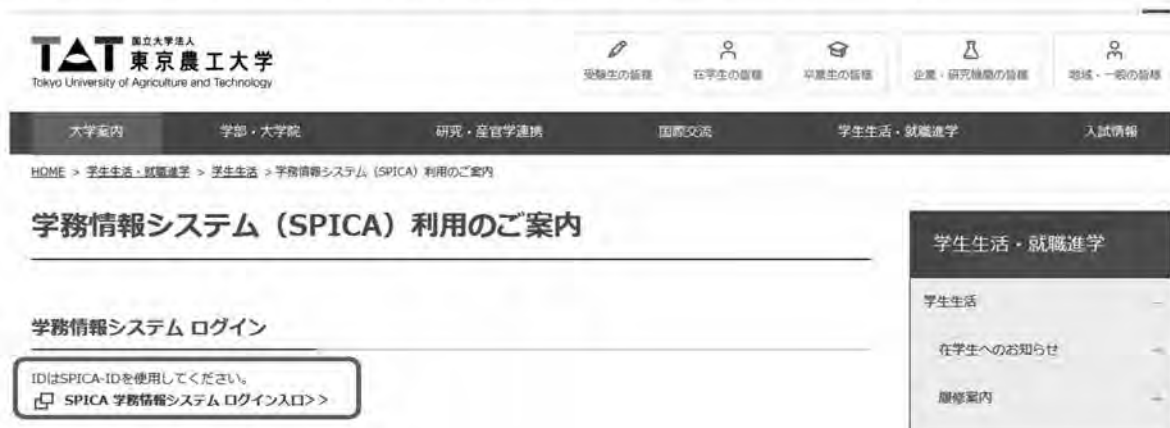 TAT 国立大学法人
東京農工大学
Tokyo University of Agriculture and Technology
受験生の皆様 在学生の皆様 卒業生の皆様 企業・研究機関の皆様 地域・一般の皆様
大学案内 学部・大学院 研究・産官学連携 国際交流 学生生活・就職進学 入試情報
HOME > 学生生活・就職進学 > 学生生活 > 学務情報システム(SPICA)利用のご案内
学務情報システム(SPICA)利用のご案内
学生生活・就職進学
学生生活
学務情報システム ログイン
在学生へのお知らせ
IDはSPICA-IDを使用してください。
SPICA 学務情報システム ログイン入口>>
履修案内